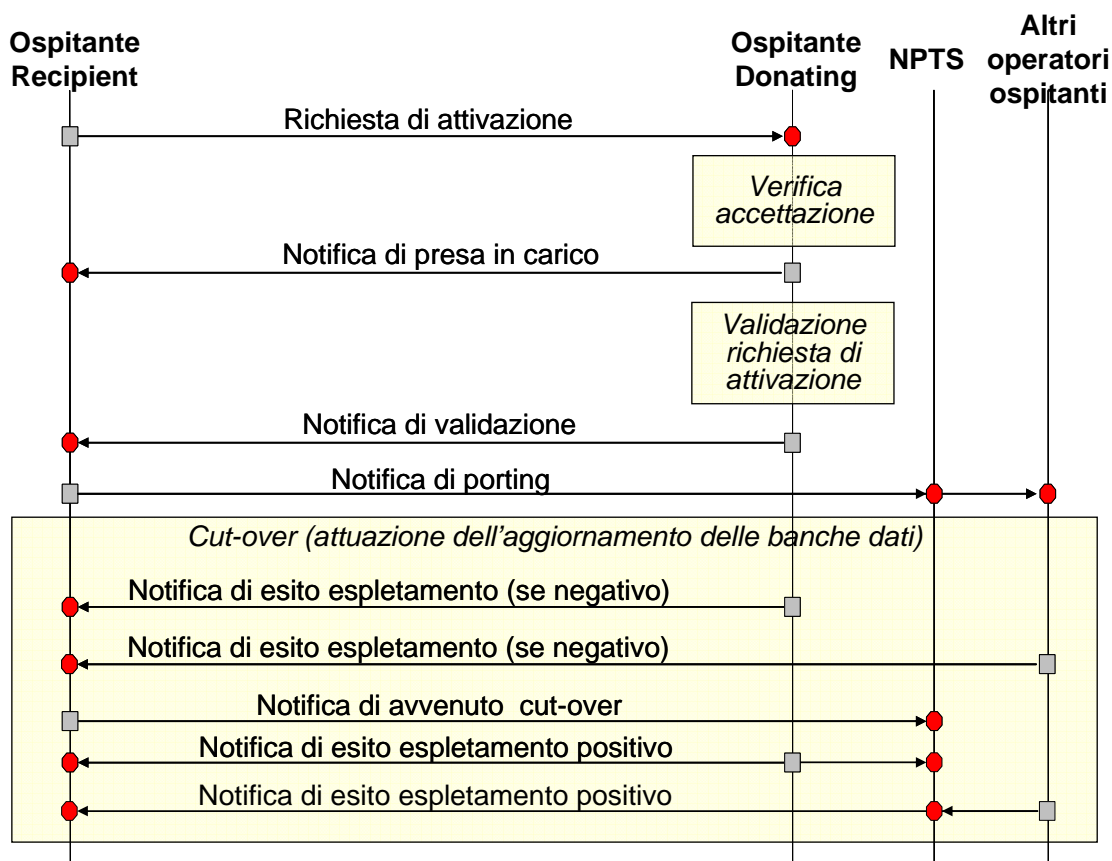 Ospitante
Recipient
Ospitante
Donating
NPTS
Altri
operatori
ospitanti
Richiesta di attivazione
Verifica
accettazione
Notifica di presa in carico
Validazione
richiesta di
attivazione
Notifica di validazione
Notifica di porting
Cut-over (attuazione dell'aggiornamento delle banche dati)
Notifica di esito espletamento (se negativo)
Notifica di esito espletamento (se negativo)
Notifica di avvenuto cut-over
Notifica di esito espletamento positivo
Notifica di esito espletamento positivo